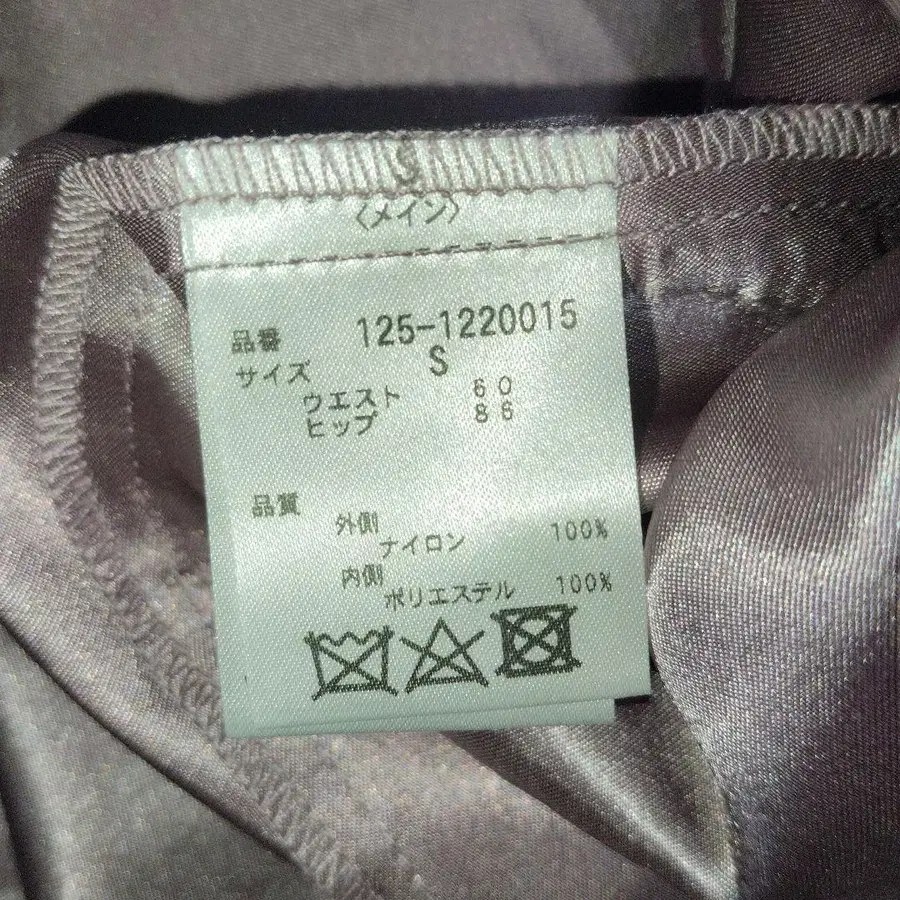 S
〈メイン〉
品番 125-1220015
サイズ S
ウエスト 60
ヒップ 86
品質
外側
ナイロン 100%
内側
ポリエステル 100%